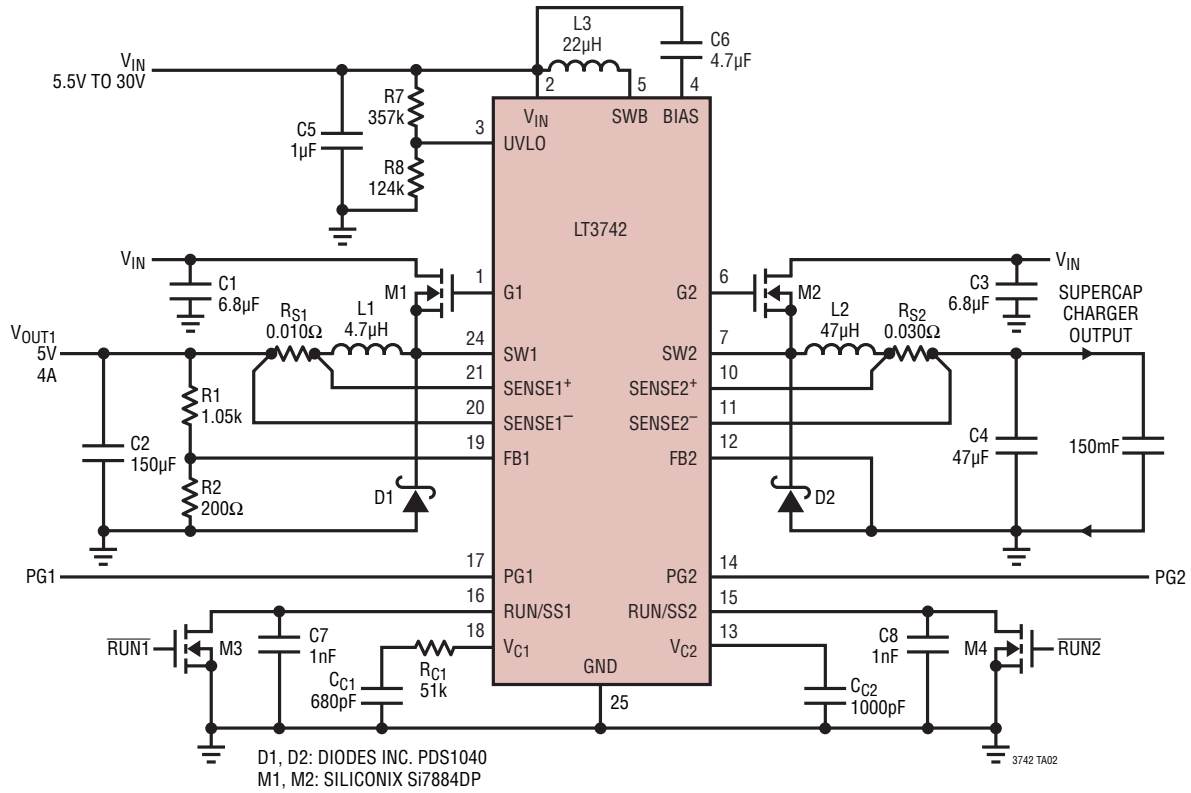 L3
22µH
C6
4.7µF
VIN
5.5V TO 30V
2
5
4
R7
357k
VIN
SWB
BIAS
C5
1µF
3
UVLO
R8
124k
LT3742
VIN
C1
6.8µF
M1
1
G1
G2
6
M2
VIN
C3
6.8µF
SUPERCAP
CHARGER
OUTPUT
VOUT1
5V
4A
RS1
0.010Ω
L1
4.7µH
24
SW1
SW2
7
L2
47µH
RS2
0.030Ω
21
SENSE1+
SENSE2+
10
R1
1.05k
20
SENSE1–
SENSE2–
11
C2
150µF
19
FB1
FB2
12
C4
47µF
150mF
R2
200Ω
D1
D2
PG1
17
PG1
PG2
14
PG2
16
RUN/SS1
RUN/SS2
15
RUN1
M3
C7
1nF
18
VC1
VC2
13
C8
1nF
M4
RUN2
CC1
680pF
RC1
51k
GND
25
CC2
1000pF
D1, D2: DIODES INC. PDS1040
M1, M2: SILICONIX Si7884DP
3742 TA02